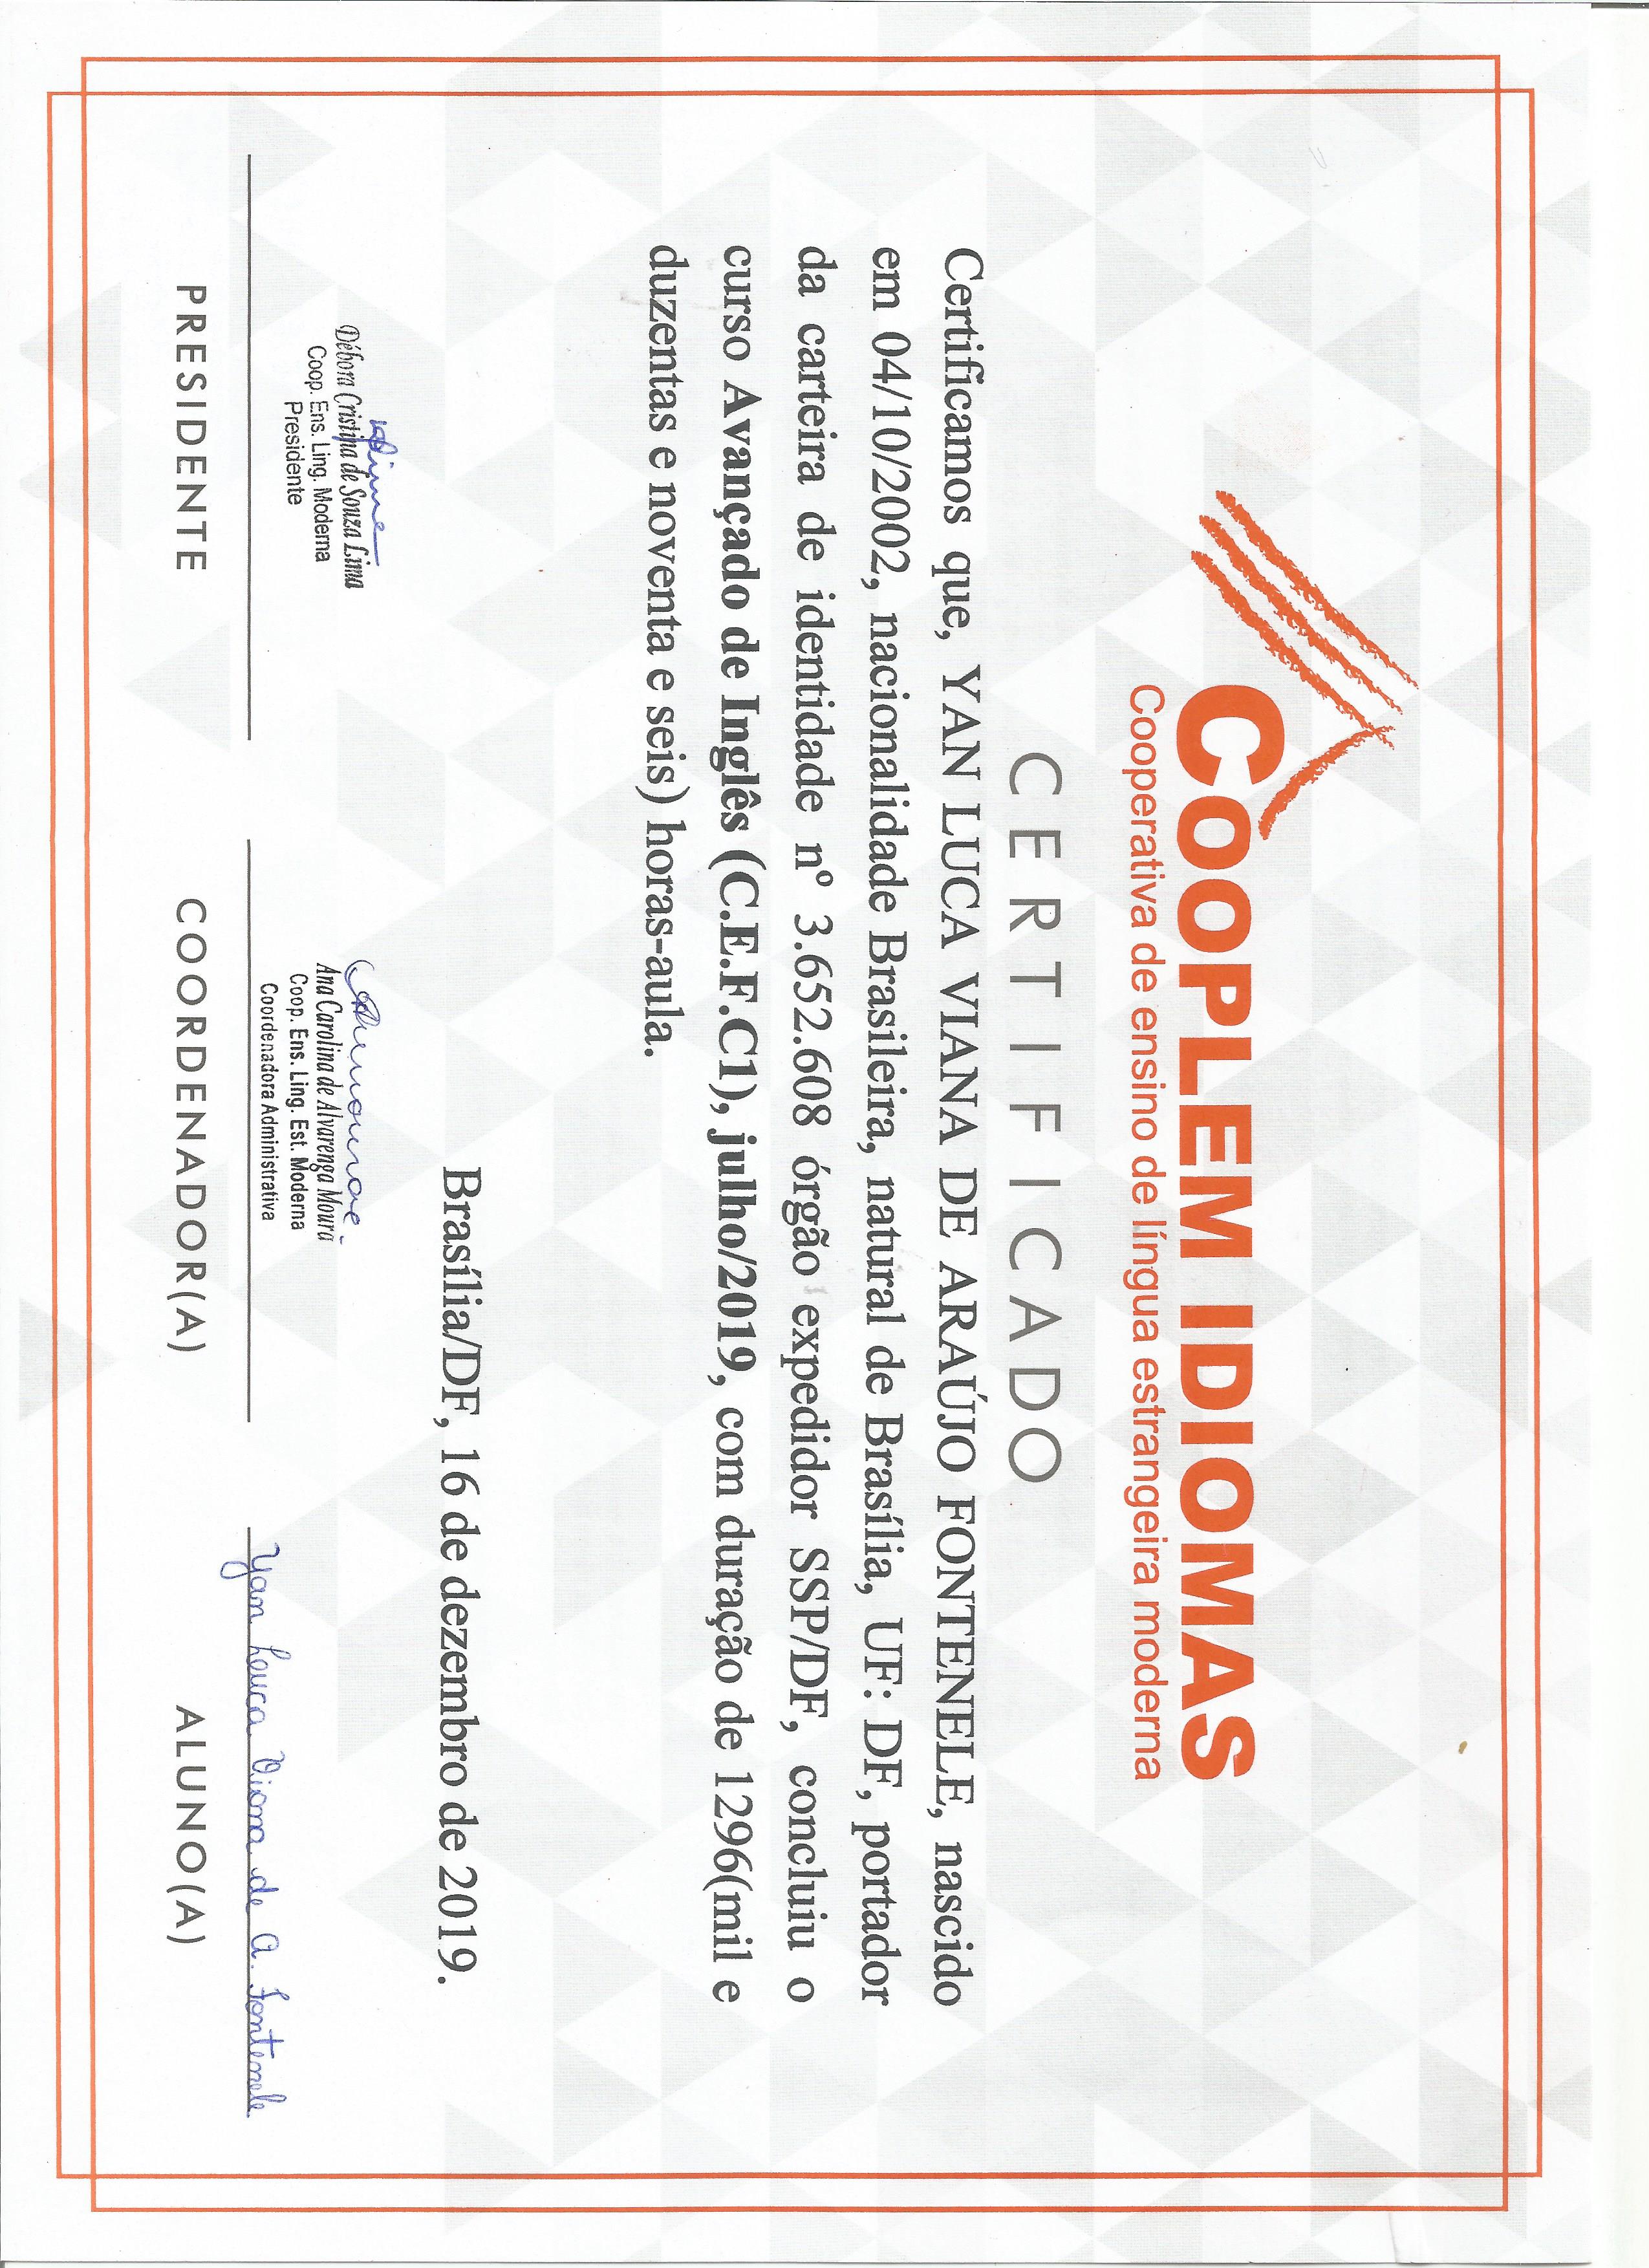 COOPLEM IDIOMAS
Cooperativa de ensino de língua estrangeira moderna
CERTIFICADO
Certificamos que, YAN LUCA VIANA DE ARAÚJO FONTENELE, nascido
em 04/10/2002, nacionalidade Brasileira, natural de Brasília, UF: DF, portador
da carteira de identidade nº 3.652.608 órgão expedidor SSP/DF, concluiu o
curso Avançado de Inglês (C.E.F.C1), julho/2019, com duração de 1296(mil e
duzentas e noventa e seis) horas-aula.
Brasília/DF, 16 de dezembro de 2019.
Débora Cristina de Souza Lima
Coop. Ens. Ling. Moderna
Presidente
PRESIDENTE
Ana Carolina de Alvarenga Moura
Coop. Ens. Ling. Est. Moderna
Coordenadora Administrativa
COORDENADOR(A)
Yan Luca Viana de A. Fontenele
ALUNO(A)